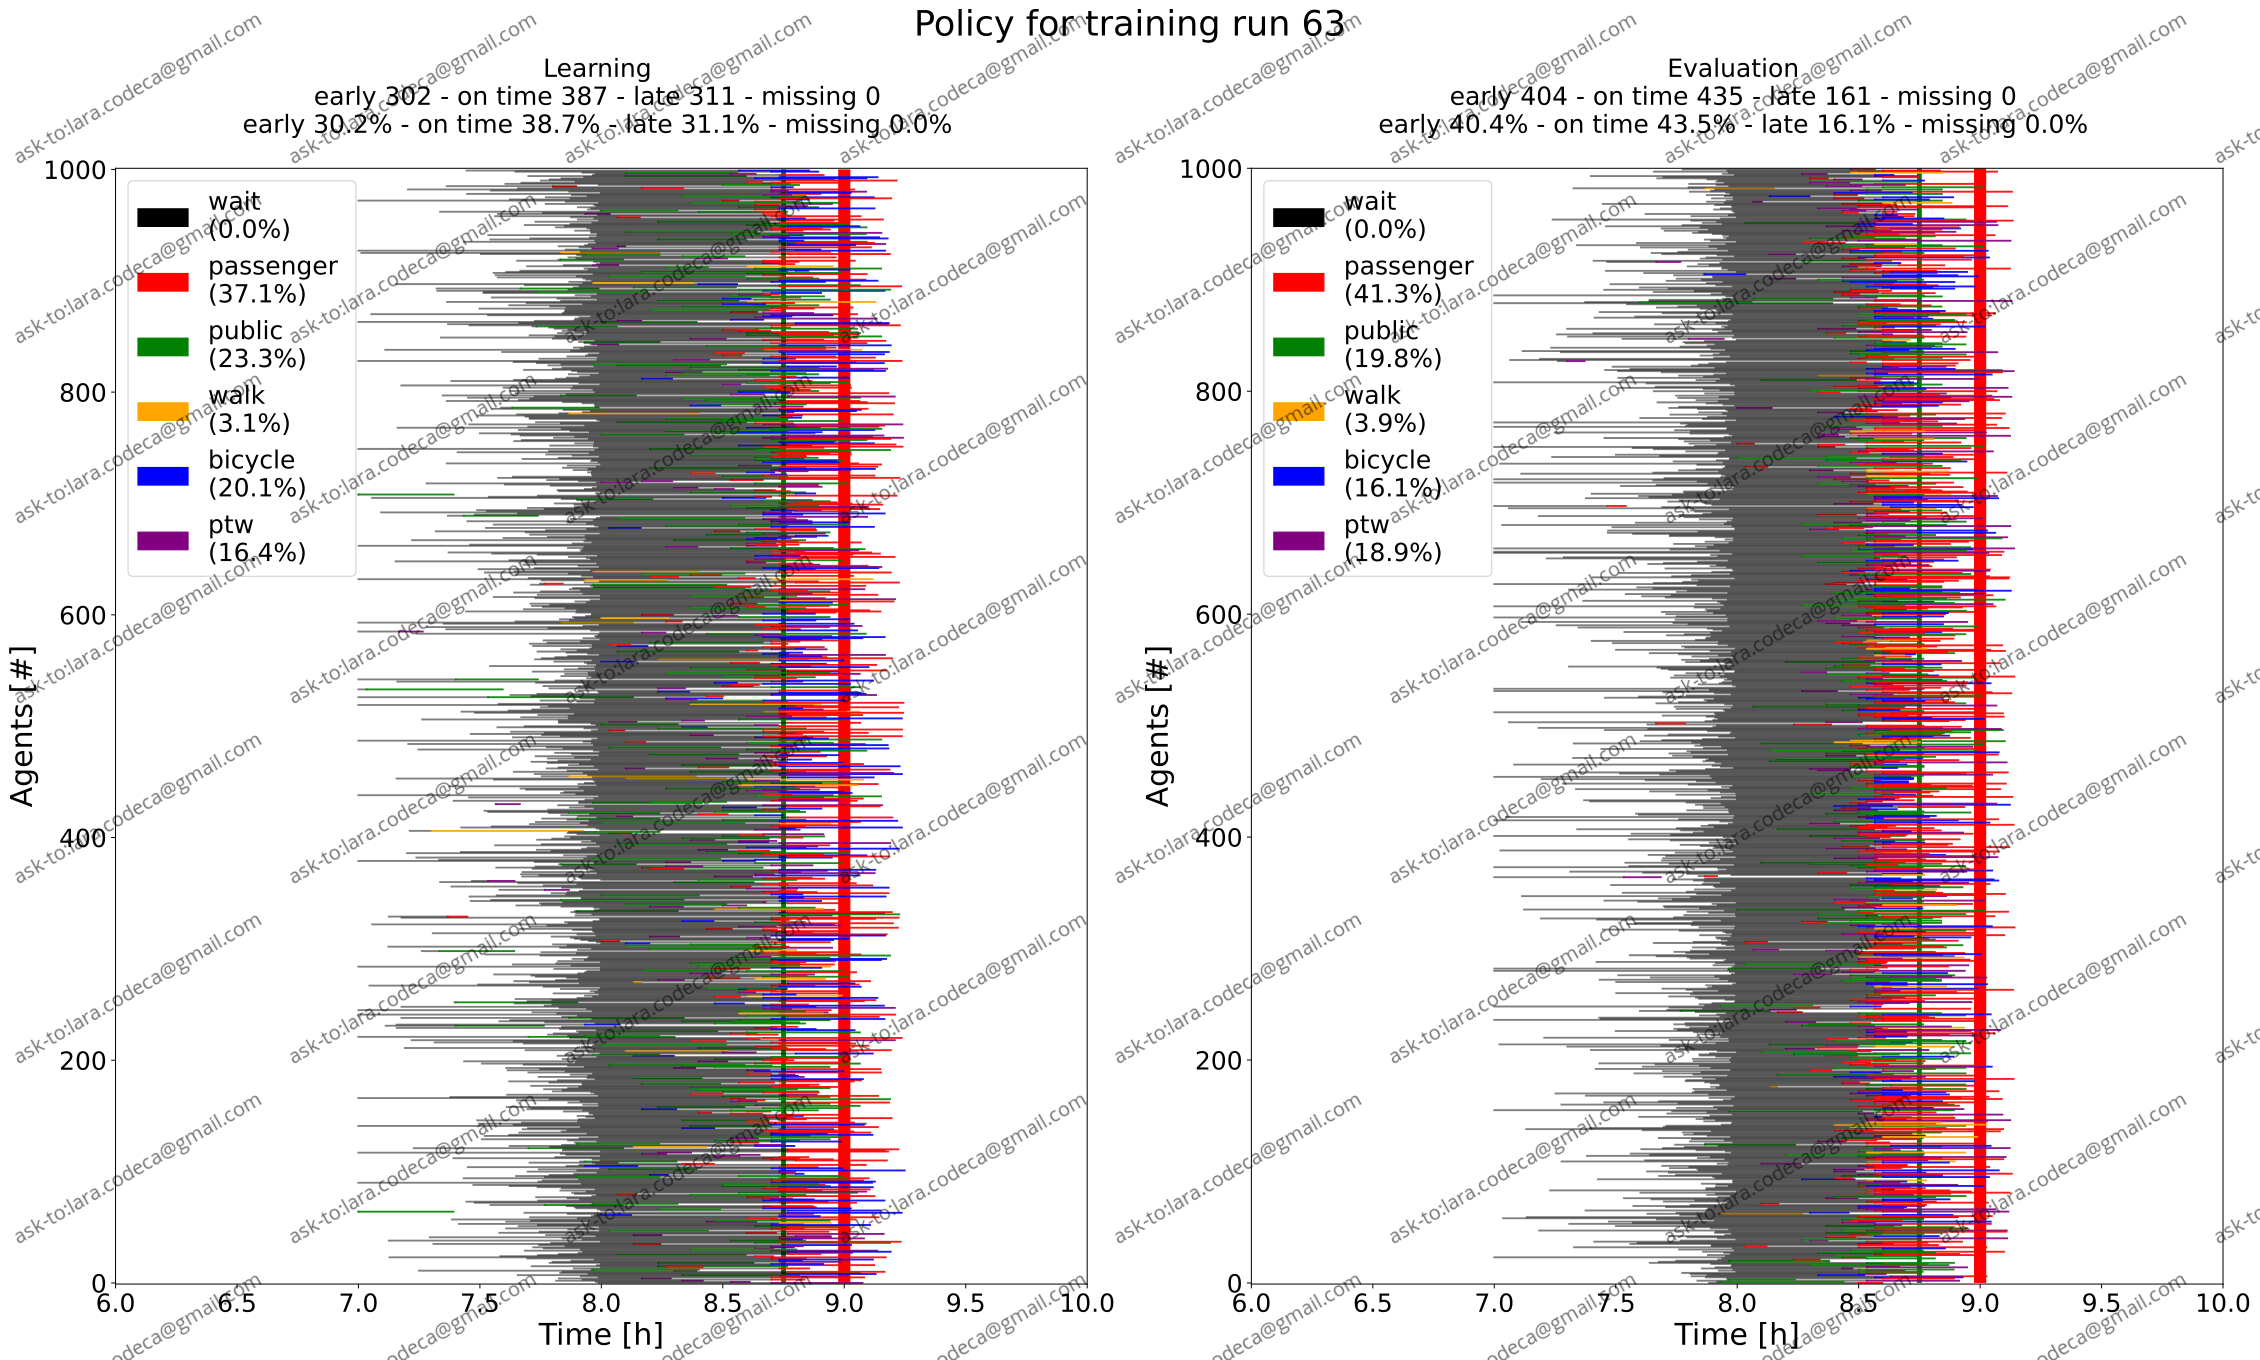 Policy for training run 63
Learning
early 302 - on time 387 - late 311 - missing 0
early 30.2% - on time 38.7% - late 31.1% - missing 0.0%
1000
800
600
400
200
0
Agents [#]
wait
(0.0%)
passenger
(37.1%)
public
(23.3%)
walk
(3.1%)
bicycle
(20.1%)
ptw
(16.4%)
6.0 6.5 7.0 7.5 8.0 8.5 9.0 9.5 10.0
Time [h]
Evaluation
early 404 - on time 435 - late 161 - missing 0
early 40.4% - on time 43.5% - late 16.1% - missing 0.0%
1000
800
600
400
200
0
Agents [#]
wait
(0.0%)
passenger
(41.3%)
public
(19.8%)
walk
(3.9%)
bicycle
(16.1%)
ptw
(18.9%)
6.0 6.5 7.0 7.5 8.0 8.5 9.0 9.5 10.0
Time [h]
ask-to:lara.codeca@gmail.com